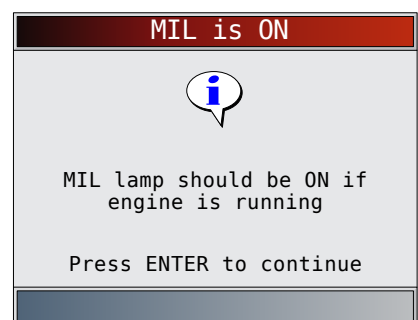 MIL is ON
i
MIL lamp should be ON if
engine is running
Press ENTER to continue